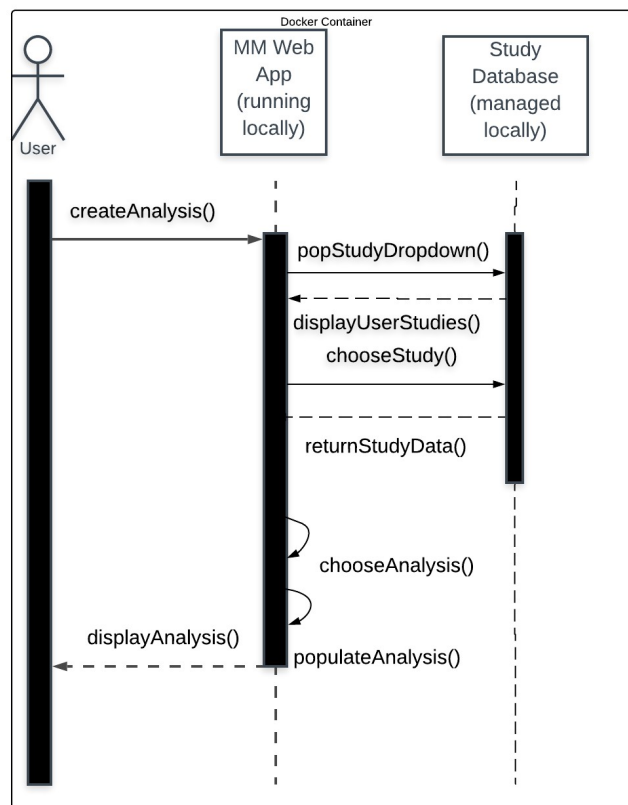 Docker Container
User
MM Web
App
(running
locally)
Study
Database
(managed
locally)
createAnalysis()
popStudyDropdown()
displayUserStudies()
chooseStudy()
returnStudyData()
chooseAnalysis()
displayAnalysis()
populateAnalysis()